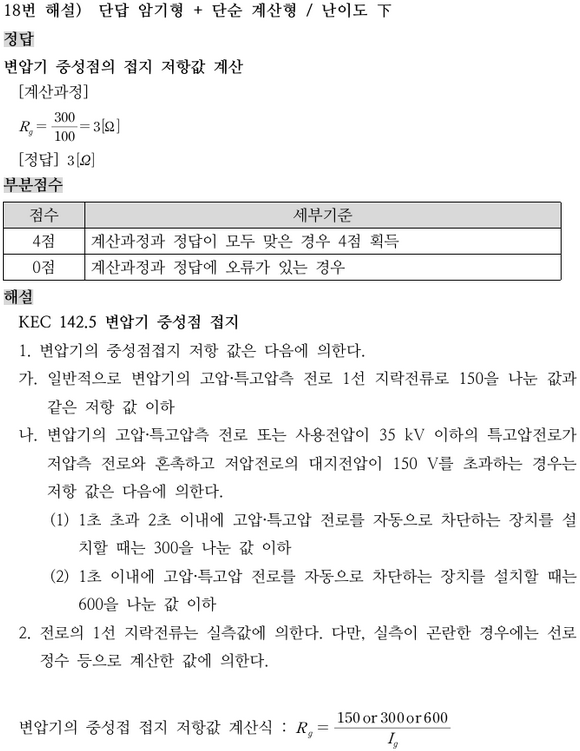 18번 해설) 단답 암기형 + 단순 계산형 / 난이도 下
정답
변압기 중성점의 접지 저항값 계산
[계산과정]
R_g = 300/100 = 3[Ω]
[정답] 3[Ω]
부분점수
점수 세부기준
4점 계산과정과 정답이 모두 맞은 경우 4점 획득
0점 계산과정과 정답에 오류가 있는 경우
해설
KEC 142.5 변압기 중성점 접지
1. 변압기의 중성점접지 저항 값은 다음에 의한다.
가. 일반적으로 변압기의 고압·특고압측 전로 1선 지락전류로 150을 나눈 값과
같은 저항 값 이하
나. 변압기의 고압·특고압측 전로 또는 사용전압이 35 kV 이하의 특고압전로가
저압측 전로와 혼촉하고 저압전로의 대지전압이 150 V를 초과하는 경우는
저항 값은 다음에 의한다.
(1) 1초 초과 2초 이내에 고압·특고압 전로를 자동으로 차단하는 장치를 설
치할 때는 300을 나눈 값 이하
(2) 1초 이내에 고압·특고압 전로를 자동으로 차단하는 장치를 설치할 때는
600을 나눈 값 이하
2. 전로의 1선 지락전류는 실측값에 의한다. 다만, 실측이 곤란한 경우에는 선로
정수 등으로 계산한 값에 의한다.
변압기의 중성접 접지 저항값 계산식 : R_g = 150 or 300 or 600 / I_g